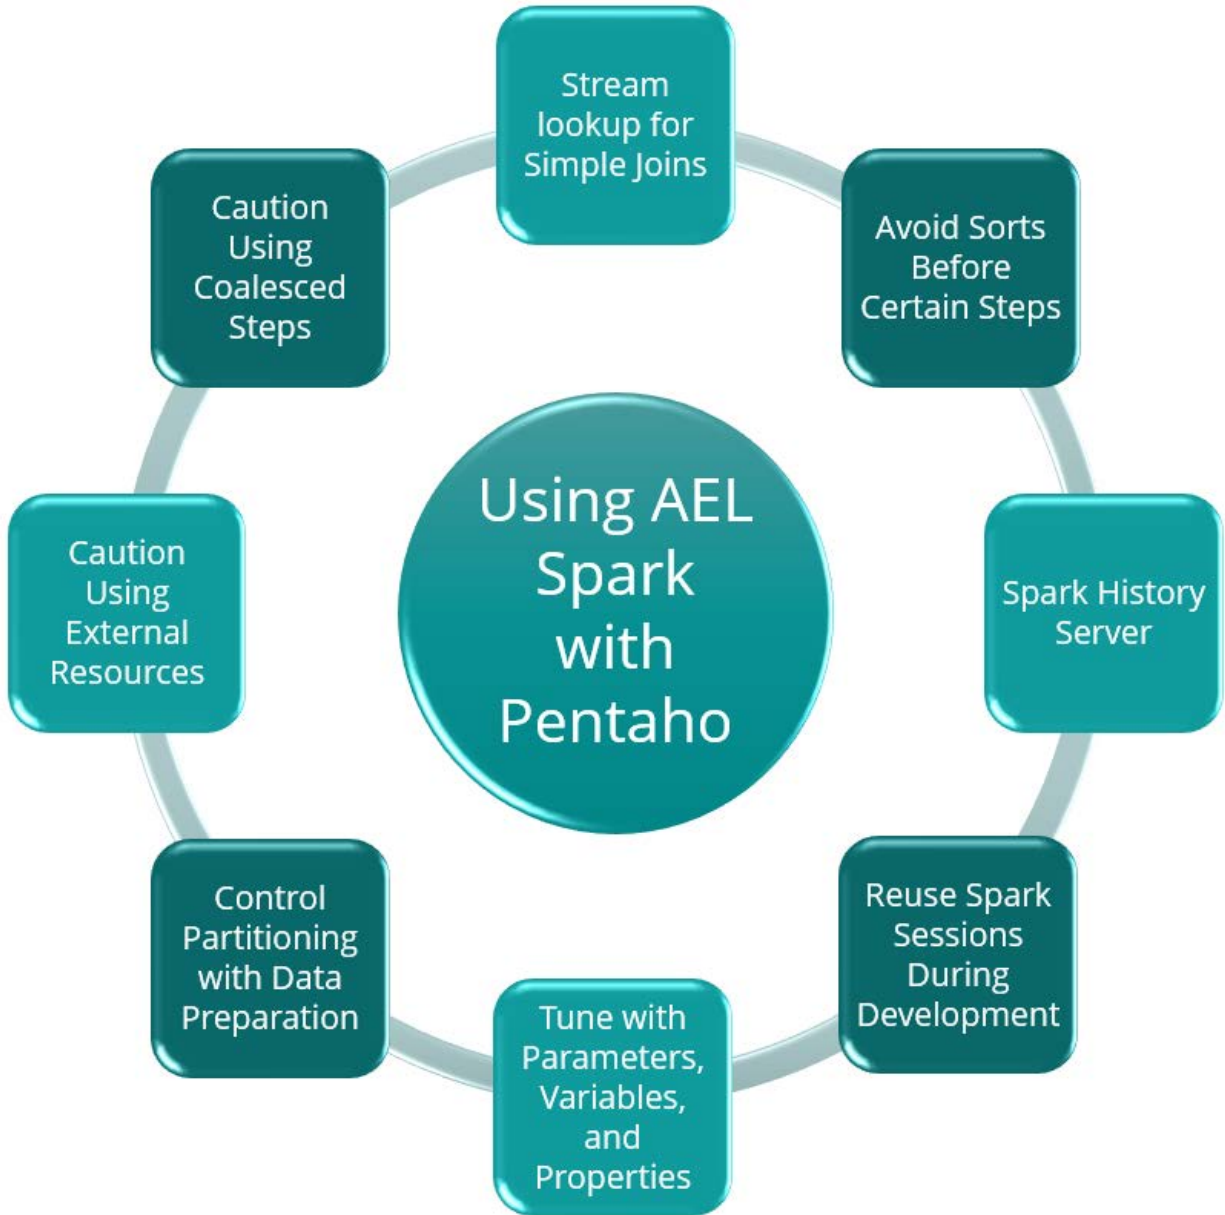 Stream
lookup for
Simple Joins
Avoid Sorts
Before
Certain Steps
Spark History
Server
Reuse Spark
Sessions
During
Development
Tune with
Parameters,
Variables,
and
Properties
Control
Partitioning
with Data
Preparation
Caution
Using
External
Resources
Caution
Using
Coalesced
Steps
Using AEL
Spark
with
Pentaho